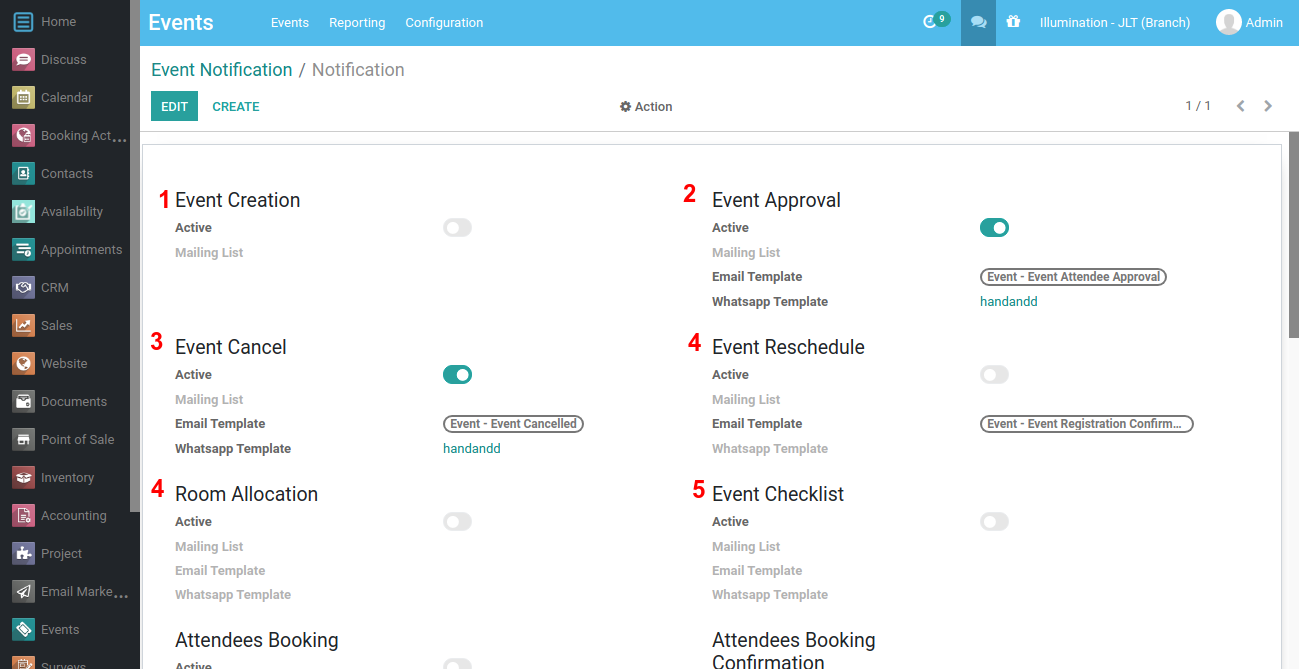 Home
Discuss
Calendar
Booking Act...
Contacts
Availability
Appointments
CRM
Sales
Website
Documents
Point of Sale
Inventory
Accounting
Project
Email Marke...
Events
Surveys
Events
Events Reporting Configuration
9
Illumination - JLT (Branch)
Admin
Event Notification / Notification
EDIT CREATE
Action
1 / 1
1 Event Creation
Active
Mailing List
2 Event Approval
Active
Mailing List
Email Template Event - Event Attendee Approval
Whatsapp Template handandd
3 Event Cancel
Active
Mailing List
Email Template Event - Event Cancelled
Whatsapp Template handandd
4 Event Reschedule
Active
Mailing List
Email Template Event - Event Registration Confirm...
Whatsapp Template
4 Room Allocation
Active
Mailing List
Email Template
Whatsapp Template
5 Event Checklist
Active
Mailing List
Email Template
Whatsapp Template
Attendees Booking
Active
Attendees Booking
Confirmation